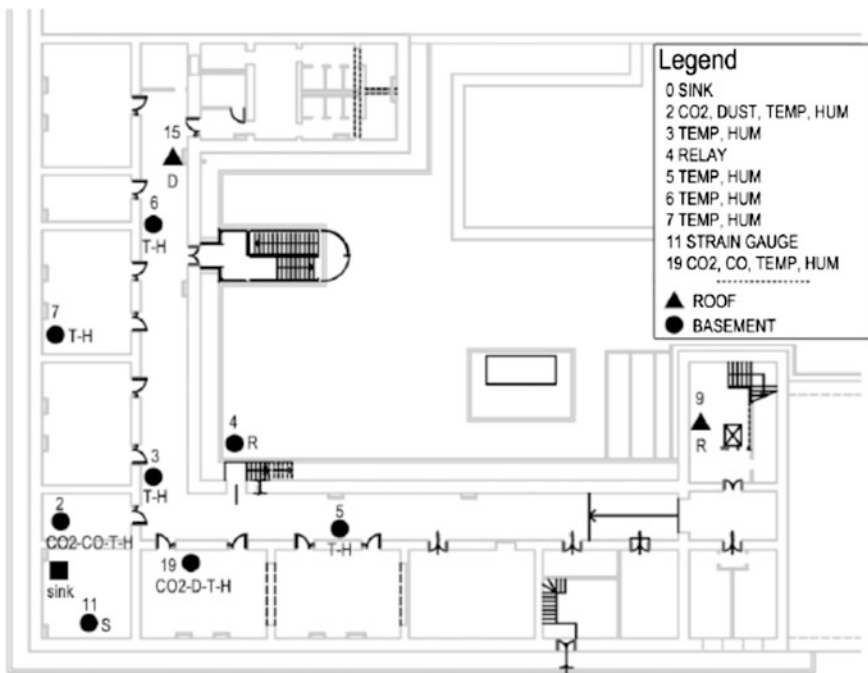 Legend
0 SINK
2 CO2, DUST, TEMP, HUM
3 TEMP, HUM
4 RELAY
5 TEMP, HUM
6 TEMP, HUM
7 TEMP, HUM
11 STRAIN GAUGE
19 CO2, CO, TEMP, HUM
ROOF
BASEMENT
15
D
6
T-H
7
T-H
4
R
9
R
3
T-H
2
CO2-CO-T-H
5
T-H
19
CO2-D-T-H
sink
11
S